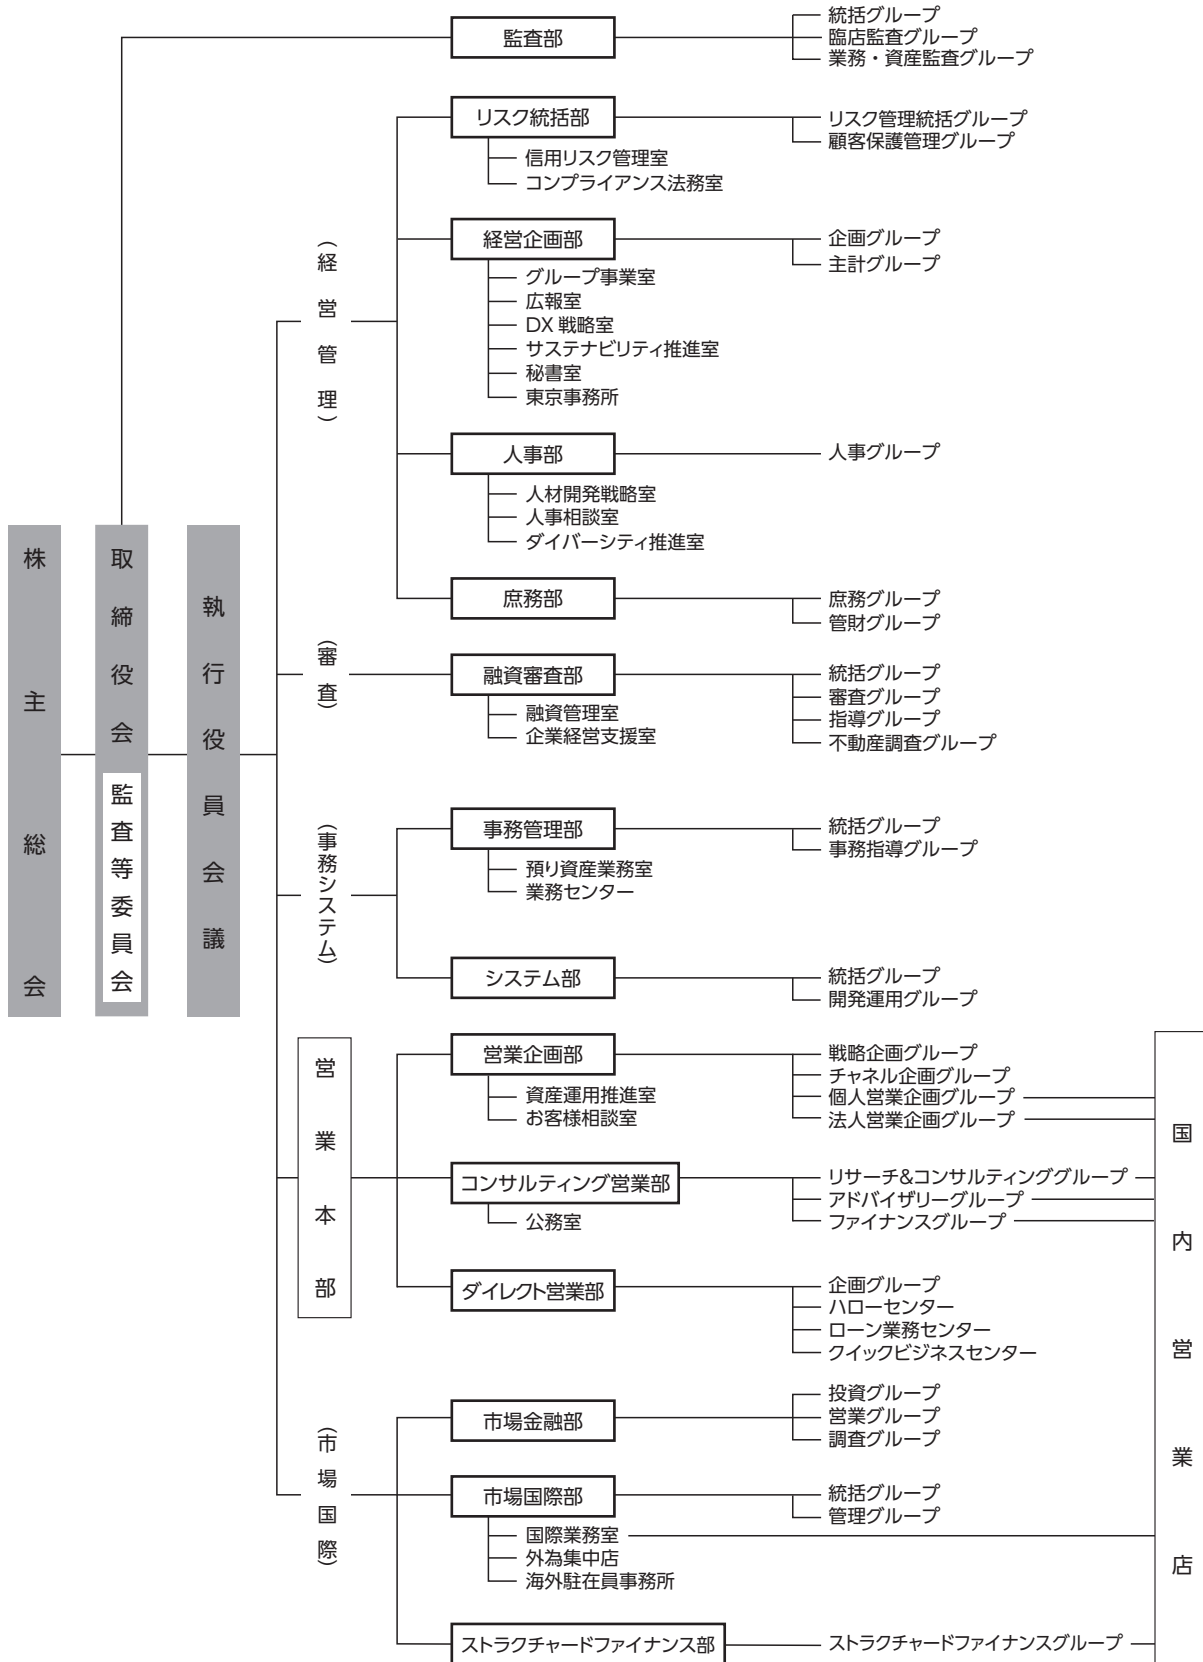 株主総会
取締役会
監査等委員会
執行役員会議
監査部
統括グループ
臨店監査グループ
業務・資産監査グループ
（経営管理）
リスク統括部
信用リスク管理室
コンプライアンス法務室
リスク管理統括グループ
顧客保護管理グループ
経営企画部
グループ事業室
広報室
DX 戦略室
サステナビリティ推進室
秘書室
東京事務所
企画グループ
主計グループ
人事部
人材開発戦略室
人事相談室
ダイバーシティ推進室
人事グループ
庶務部
庶務グループ
管財グループ
（審査）
融資審査部
融資管理室
企業経営支援室
統括グループ
審査グループ
指導グループ
不動産調査グループ
（事務システム）
事務管理部
預り資産業務室
業務センター
統括グループ
事務指導グループ
システム部
統括グループ
開発運用グループ
営業本部
営業企画部
資産運用推進室
お客様相談室
戦略企画グループ
チャネル企画グループ
個人営業企画グループ
法人営業企画グループ
コンサルティング営業部
公務室
リサーチ&コンサルティンググループ
アドバイザリーグループ
ファイナンスグループ
ダイレクト営業部
企画グループ
ハローセンター
ローン業務センター
クイックビジネスセンター
（市場国際）
市場金融部
投資グループ
営業グループ
調査グループ
市場国際部
国際業務室
外為集中店
海外駐在員事務所
統括グループ
管理グループ
ストラクチャードファイナンス部
ストラクチャードファイナンスグループ
国内営業店